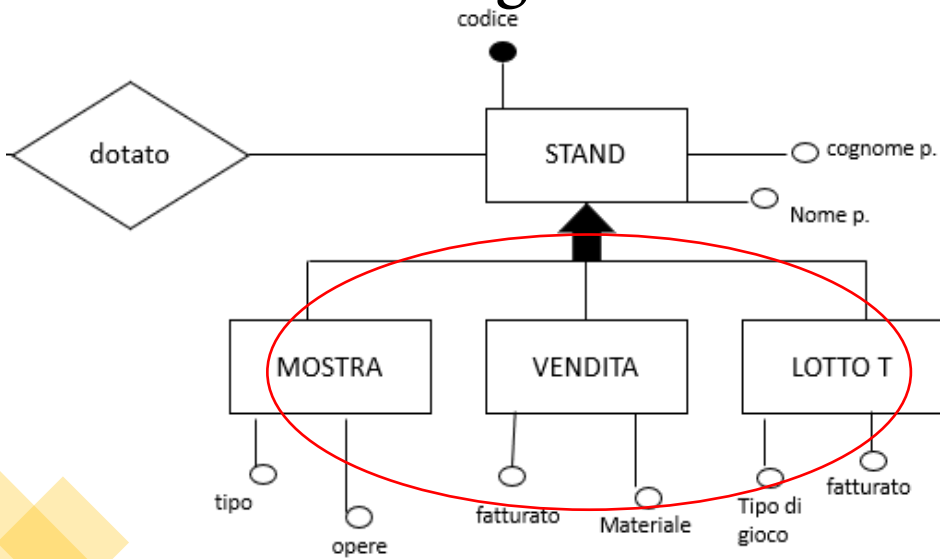 codice
dotato
STAND
cognome p.
Nome p.
MOSTRA
VENDITA
LOTTO T
tipo
opere
fatturato
Materiale
Tipo di
gioco
fatturato